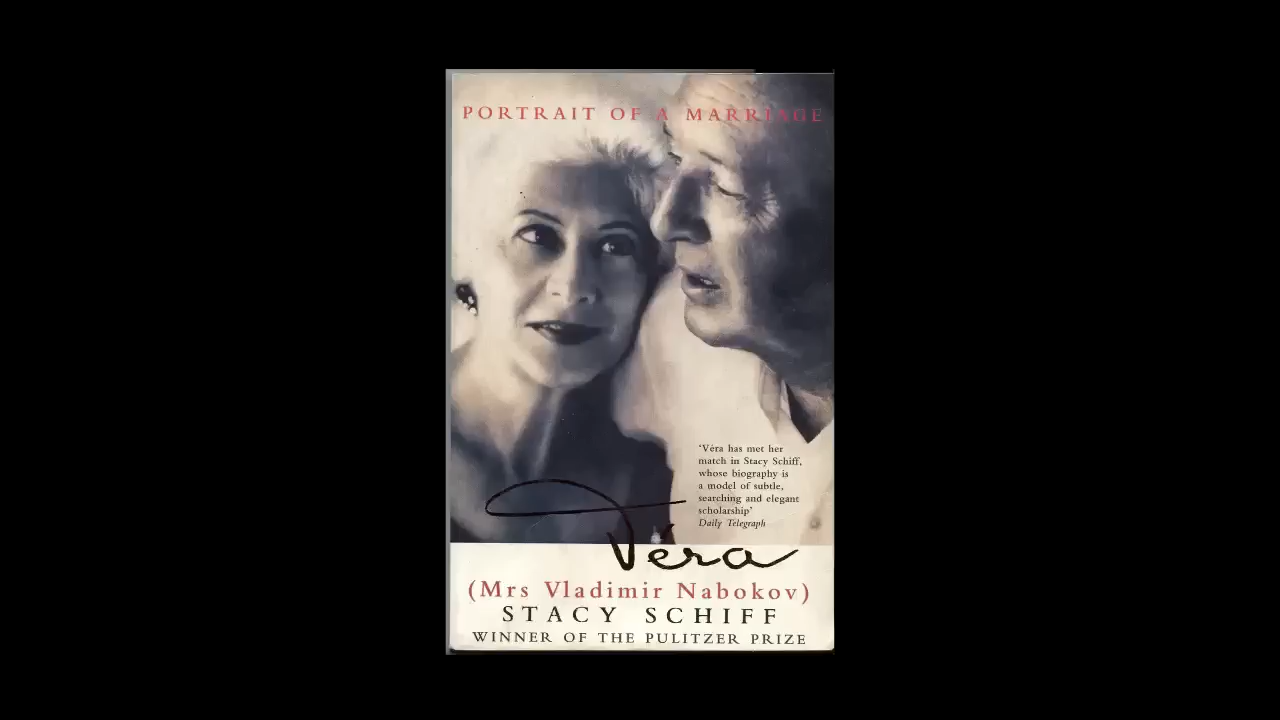 PORTRAIT OF A MARRIAGE
‘Véra has met her
match in Stacy Schiff,
whose biography is
a model of subtle,
searching and elegant
scholarship’
Daily Telegraph
Véra
(Mrs Vladimir Nabokov)
STACY SCHIFF
WINNER OF THE PULITZER PRIZE